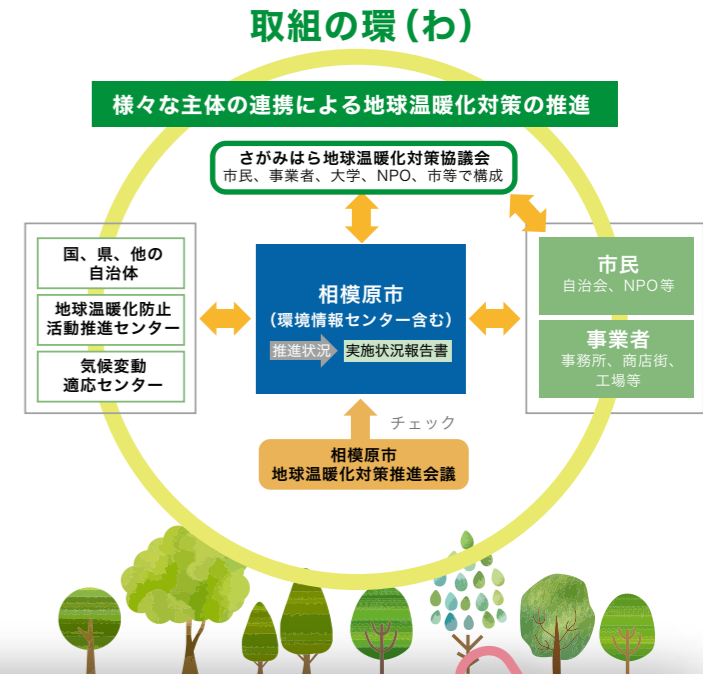 取組の環(わ)
様々な主体の連携による地球温暖化対策の推進
さがみはら地球温暖化対策協議会
市民、事業者、大学、NPO、市等で構成
国、県、他の
自治体
地球温暖化防止
活動推進センター
気候変動
適応センター
相模原市
(環境情報センター含む)
推進状況
実施状況報告書
市民
自治会、NPO等
事業者
事務所、商店街、
工場等
チェック
相模原市
地球温暖化対策推進会議